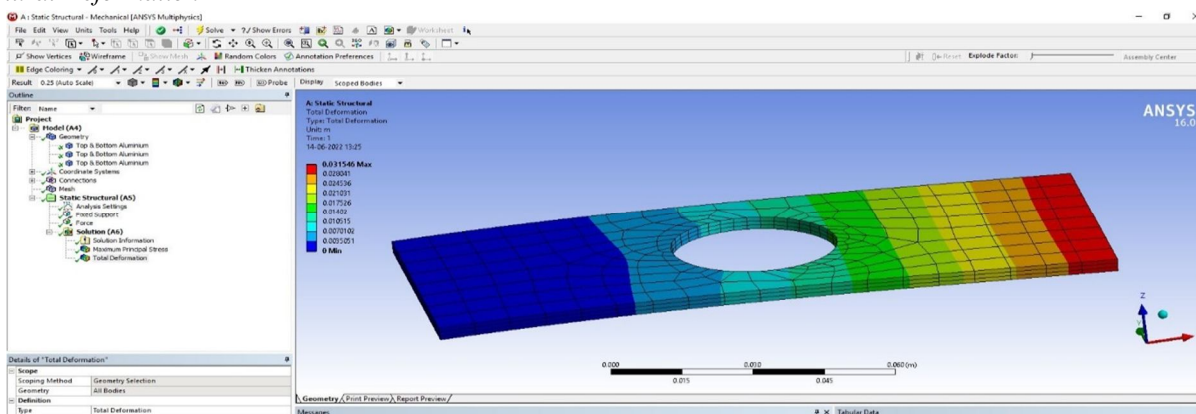 A : Static Structural - Mechanical [ANSYS Multiphysics]
File Edit View Units Tools Help Solve ?/ Show Errors Worksheet
Show Vertices Wireframe Show Mesh Random Colors Annotation Preferences Reset Explode Factor: Assembly Center
Edge Coloring Thicken Annotations
Result 0.25 (Auto Scale) Probe Display Scoped Bodies
Outline
Filter: Name
Project
Model (A4)
Geometry
Top & Bottom Aluminium
Top & Bottom Aluminium
Top & Bottom Aluminium
Coordinate Systems
Connections
Mesh
Static Structural (A5)
Analysis Settings
Fixed Support
Force
Solution (A6)
Solution Information
Maximum Principal Stress
Total Deformation
Details of "Total Deformation"
Scope
Scoping Method Geometry Selection
Geometry All Bodies
Definition
Type Total Deformation
A: Static Structural
Total Deformation
Type: Total Deformation
Unit: m
Time: 1
14-06-2022 13:25
0.031546 Max
0.028041
0.024536
0.021031
0.017526
0.01402
0.010515
0.0070102
0.0035051
0 Min
ANSYS
16.0
Z
0.000 0.030 0.060 (m)
0.015 0.045
Geometry Print Preview Report Preview
Messages Tabular Data